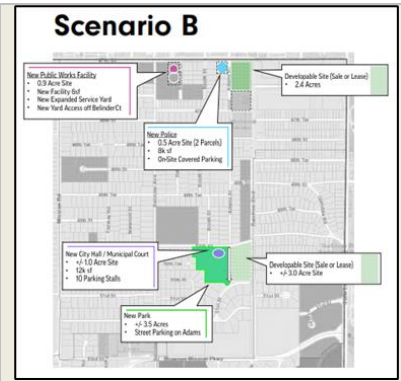 Scenario B
New Public Works Facility
• 0.9 Acre Site
• New Facility 6sf
• New Expanded Service Yard
• New Yard Access off Belinder Ct
Developable Site (Sale or Lease)
• 2.4 Acres
New Police
• 0.5 Acre Site (2 Parcels)
• 8k sf
• On-Site Covered Parking
New City Hall / Municipal Court
• +/- 1.0 Acre Site
• 12k sf
• 10 Parking Stalls
Developable Site (Sale or Lease)
• +/-3.0 Acre Site
New Park
• +/- 3.5 Acres
• Street Parking on Adams